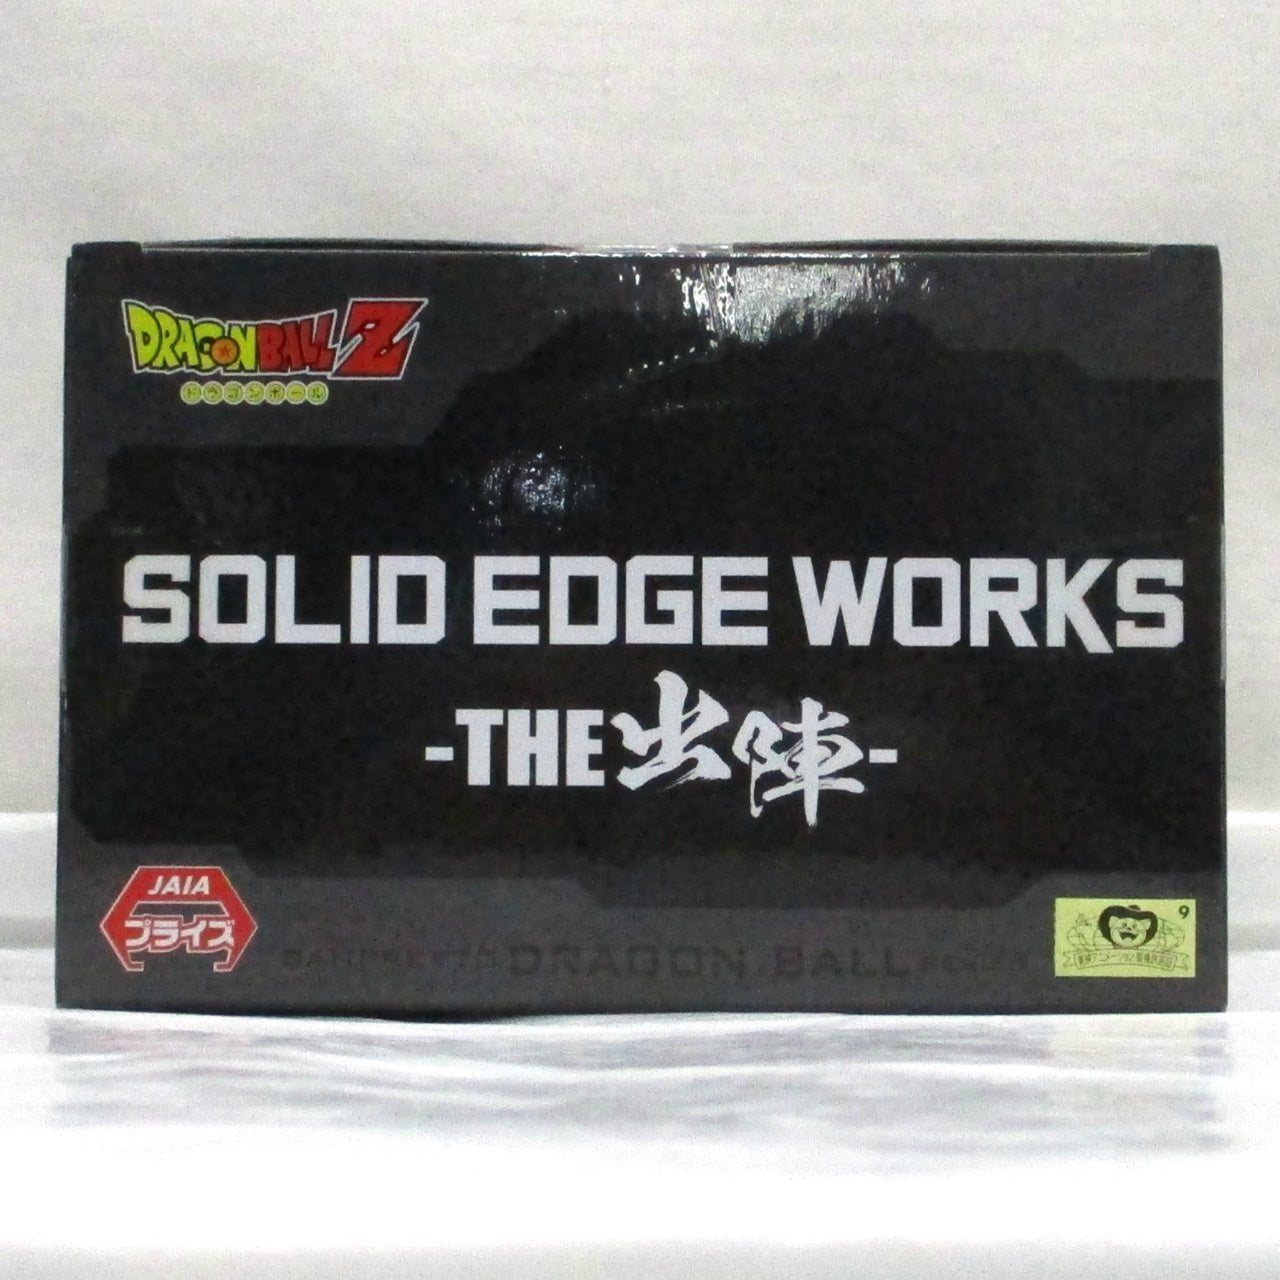 DRAGON BALL Z
ドラゴンボール
SOLID EDGE WORKS
-THE出陣-
JAIA
プライズ
BANPRESTO DRAGON BALL
9